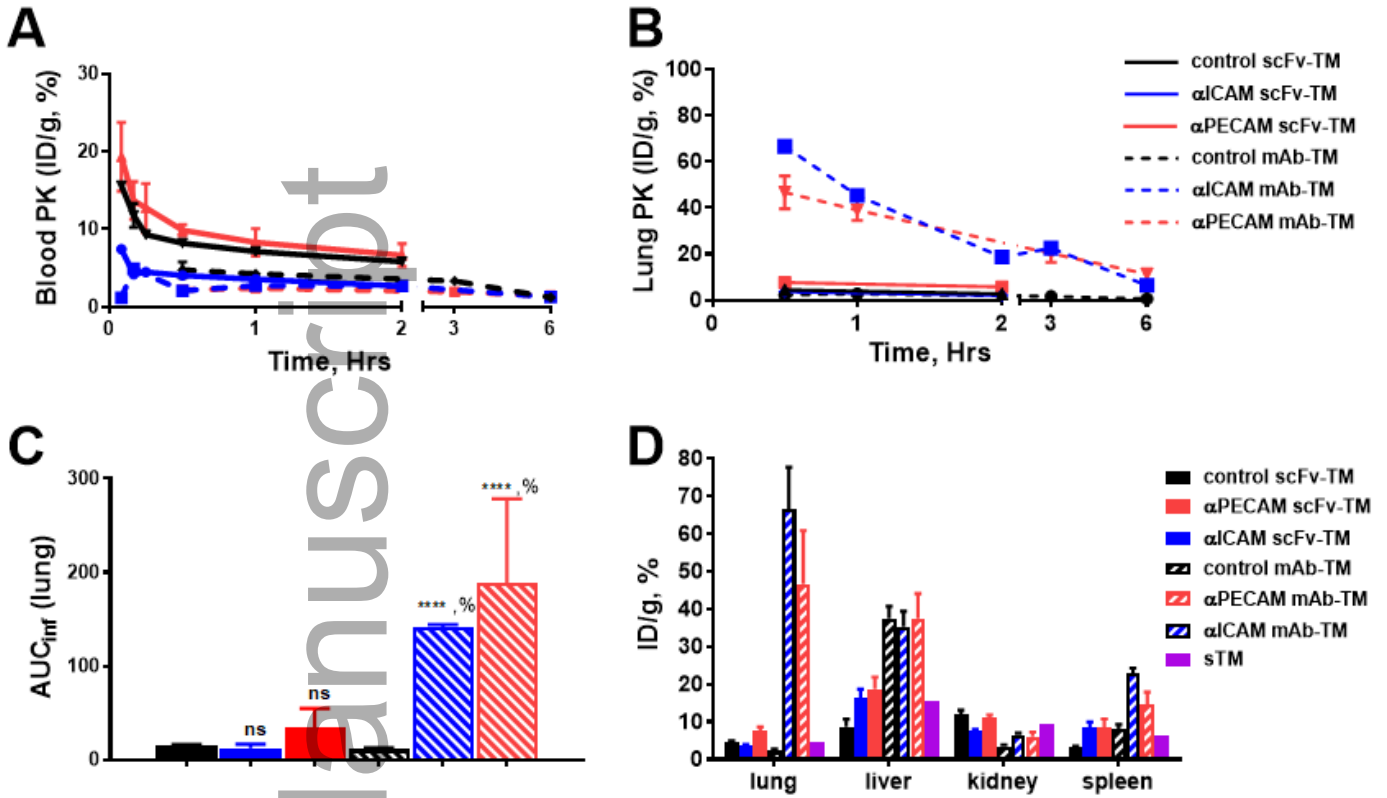 A
Blood PK (ID/g, %)
30
20
10
0
0
1
2
3
6
Time, Hrs
B
Lung PK (ID/g, %)
100
80
60
40
20
0
0
1
2
3
6
Time, Hrs
control scFv-TM
αICAM scFv-TM
αPECAM scFv-TM
control mAb-TM
αICAM mAb-TM
αPECAM mAb-TM
C
AUCinf (lung)
300
200
100
0
ns
ns
**** ,%
**** ,%
D
ID/g, %
80
70
60
50
40
30
20
10
0
lung
liver
kidney
spleen
control scFv-TM
αPECAM scFv-TM
αICAM scFv-TM
control mAb-TM
αPECAM mAb-TM
αICAM mAb-TM
sTM
anuscript